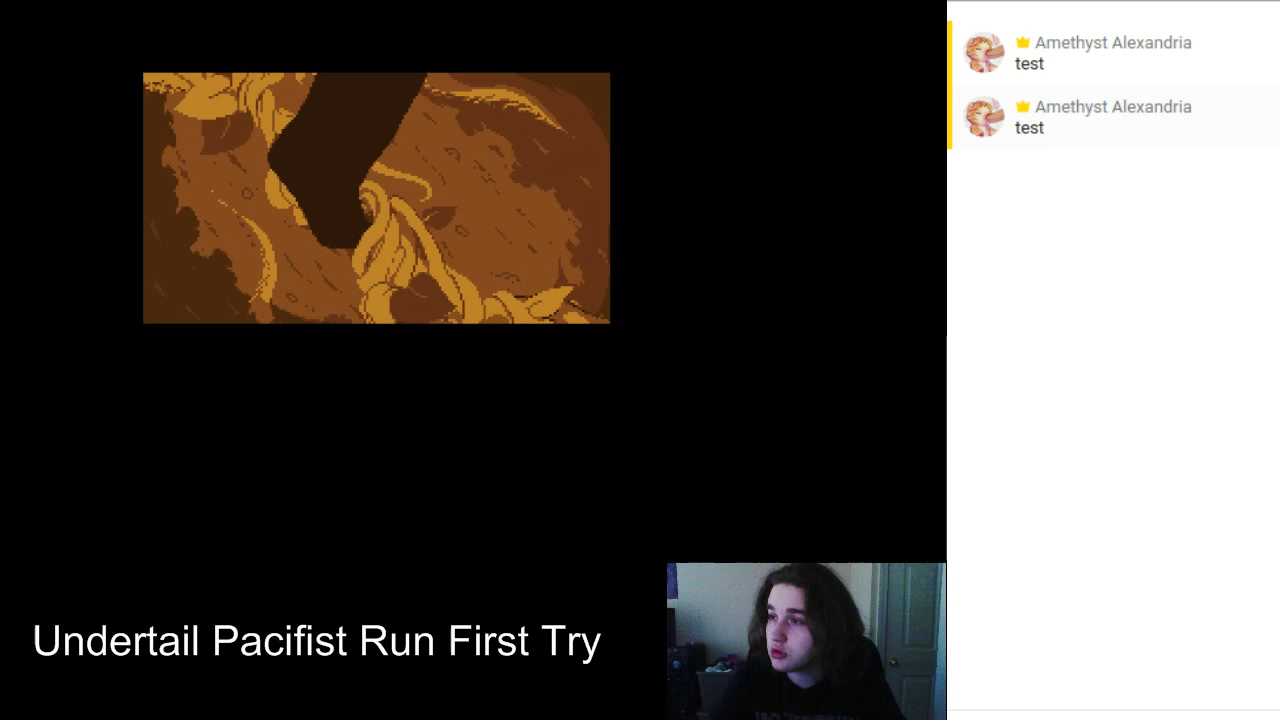 Amethyst Alexandria
test
Amethyst Alexandria
test
Undertail Pacifist Run First Try